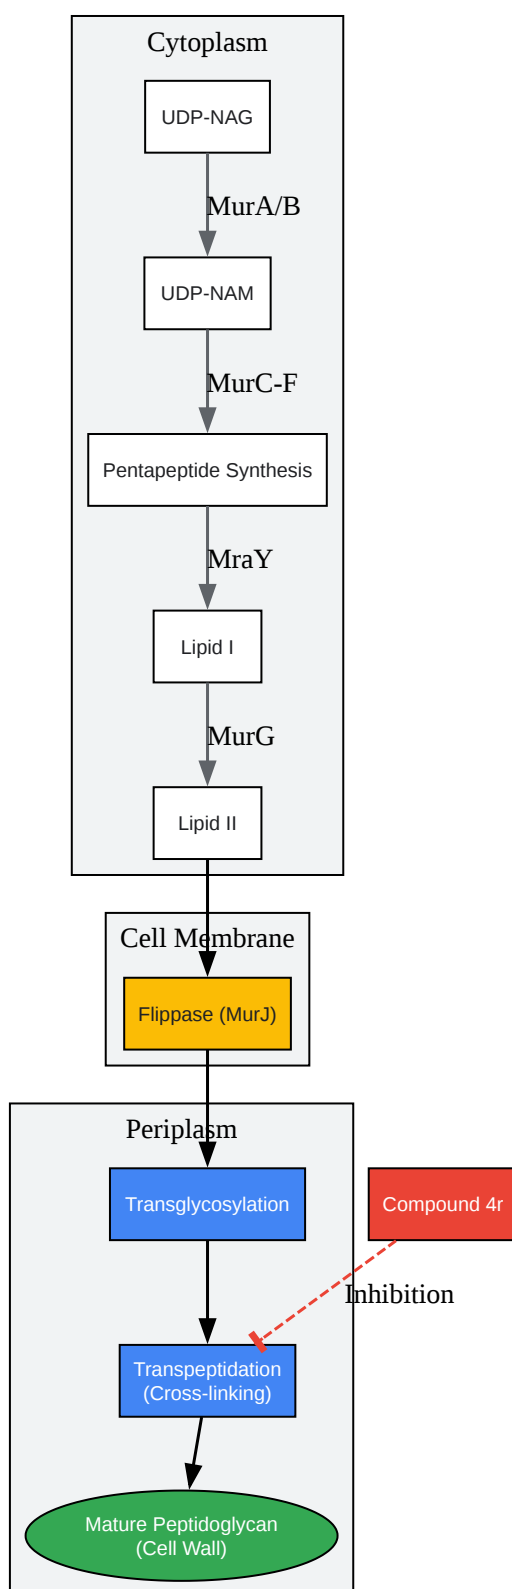 Cytoplasm
UDP-NAG
MurA/B
UDP-NAM
MurC-F
Pentapeptide Synthesis
MraY
Lipid I
MurG
Lipid II
Cell Membrane
Flippase (MurJ)
Periplasm
Transglycosylation
Compound 4r
Inhibition
Transpeptidation
(Cross-linking)
Mature Peptidoglycan
(Cell Wall)